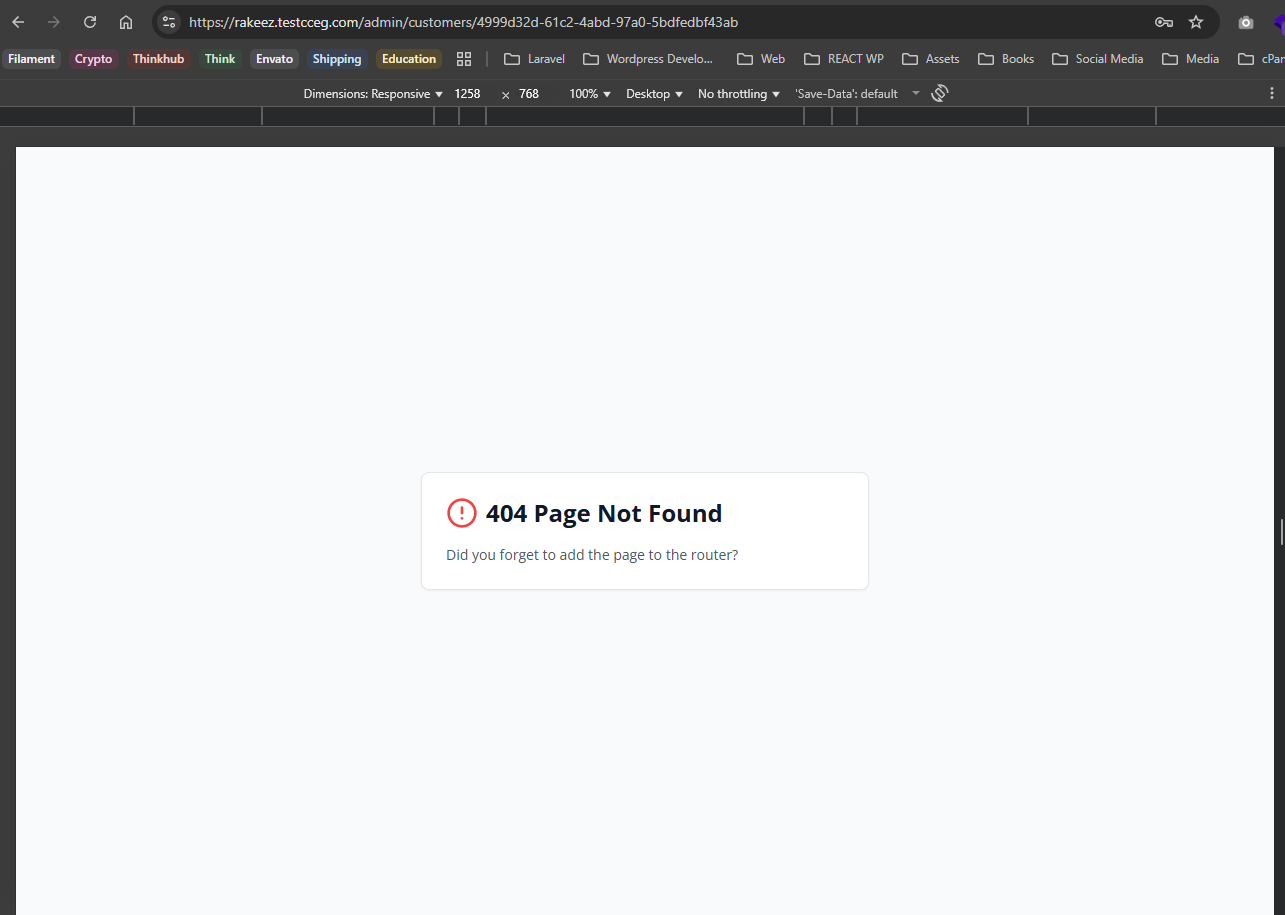 https://rakeez.testcceg.com/admin/customers/4999d32d-61c2-4abd-97a0-5bdfedbf43ab
Filament Crypto Thinkhub Think Envato Shipping Education Laravel Wordpress Develo... Web REACT WP Assets Books Social Media Media cPan
Dimensions: Responsive 1258 x 768 100% Desktop No throttling 'Save-Data': default
404 Page Not Found
Did you forget to add the page to the router?